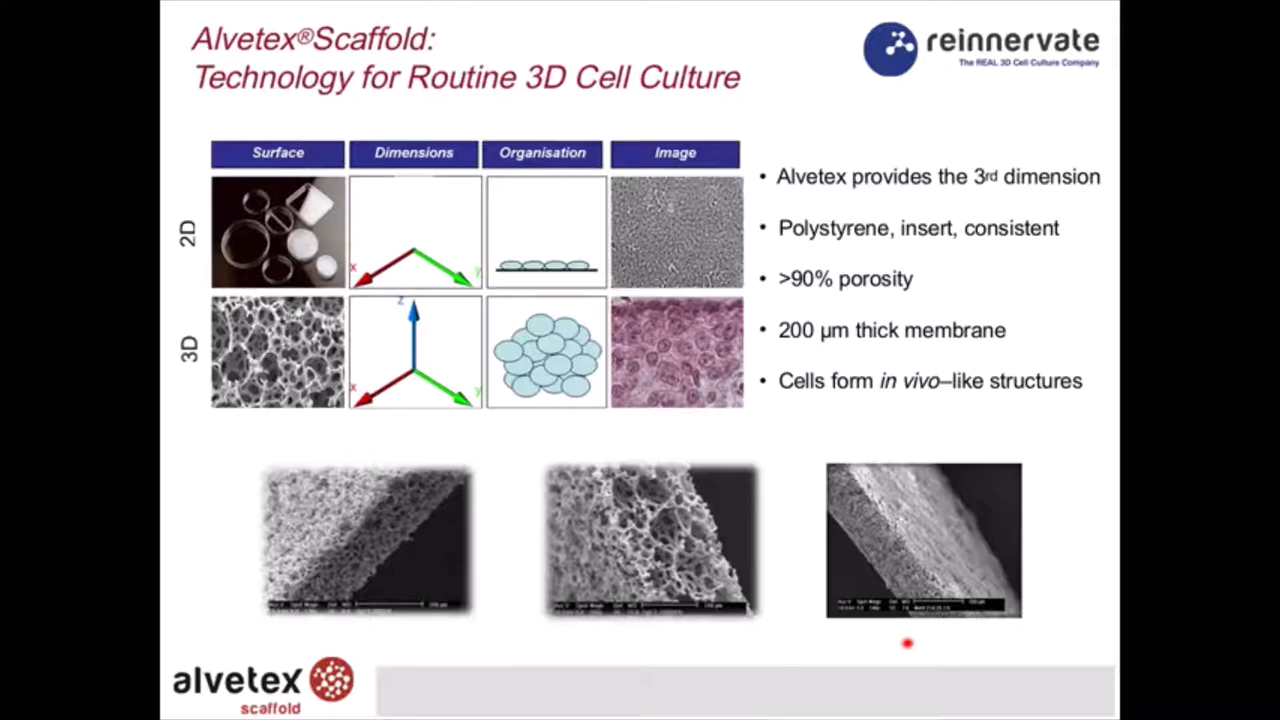 Alvetex®Scaffold:
Technology for Routine 3D Cell Culture
reinnervate
The REAL 3D Cell Culture Company
Surface
Dimensions
Organisation
Image
2D
x
y
3D
z
x
y
• Alvetex provides the 3rd dimension
• Polystyrene, insert, consistent
• >90% porosity
• 200 µm thick membrane
• Cells form in vivo–like structures
alvetex
scaffold